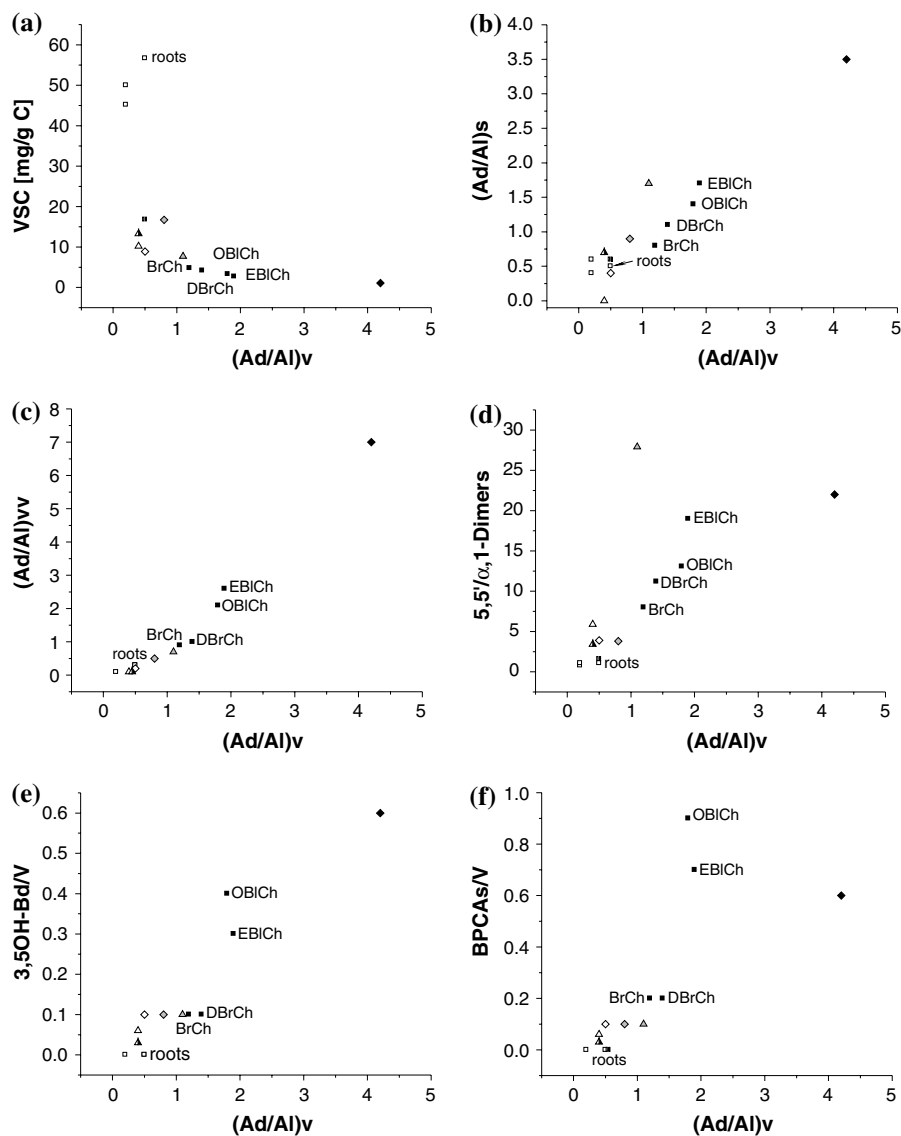 (a)
VSC [mg/g C]
60
50
40
30
20
10
0
roots
BrCh
OBlCh
DBrCh
EBlCh
0 1 2 3 4 5
(Ad/Al)v
(b)
(Ad/Al)s
4.0
3.5
3.0
2.5
2.0
1.5
1.0
0.5
0.0
EBlCh
OBlCh
DBrCh
BrCh
roots
0 1 2 3 4 5
(Ad/Al)v
(c)
(Ad/Al)vv
8
7
6
5
4
3
2
1
0
EBlCh
OBlCh
BrCh
DBrCh
roots
0 1 2 3 4 5
(Ad/Al)v
(d)
5,5'/α,1-Dimers
30
25
20
15
10
5
0
EBlCh
OBlCh
DBrCh
BrCh
roots
0 1 2 3 4 5
(Ad/Al)v
(e)
3,5OH-Bd/V
0.6
0.5
0.4
0.3
0.2
0.1
0.0
OBlCh
EBlCh
DBrCh
BrCh
roots
0 1 2 3 4 5
(Ad/Al)v
(f)
BPCAs/V
1.0
0.8
0.6
0.4
0.2
0.0
OBlCh
EBlCh
BrCh
DBrCh
roots
0 1 2 3 4 5
(Ad/Al)v